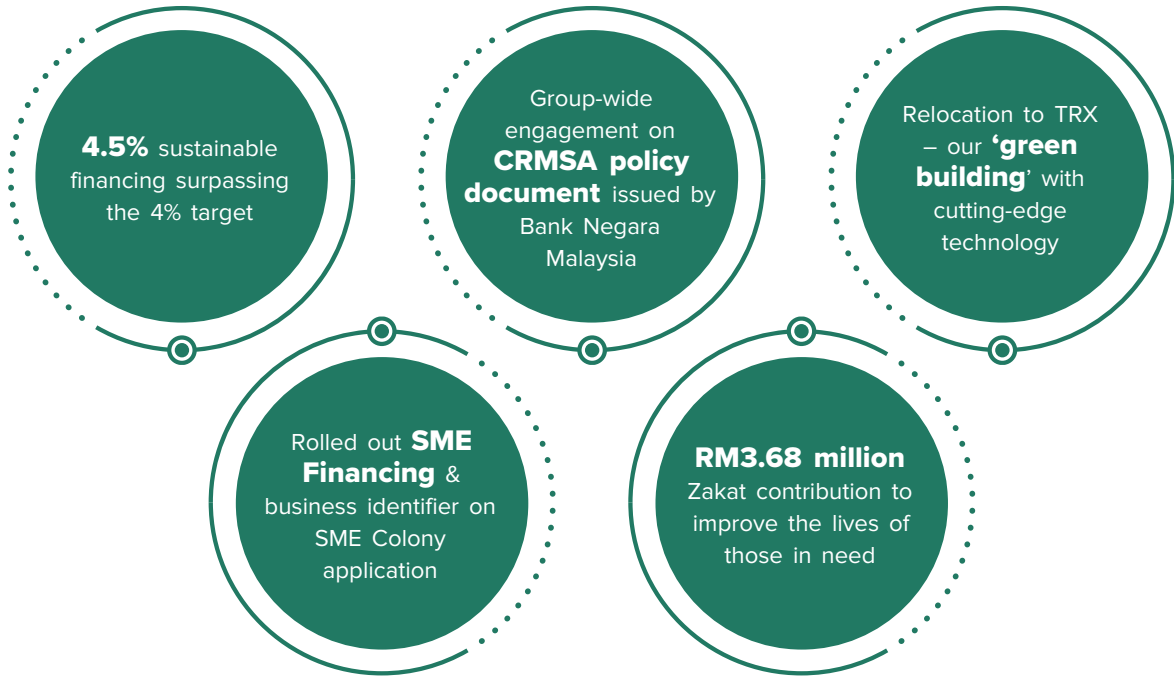 4.5% sustainable
financing surpassing
the 4% target
Group-wide
engagement on
CRMSA policy
document issued by
Bank Negara
Malaysia
Relocation to TRX
– our ‘green
building’ with
cutting-edge
technology
Rolled out SME
Financing &
business identifier on
SME Colony
application
RM3.68 million
Zakat contribution to
improve the lives of
those in need